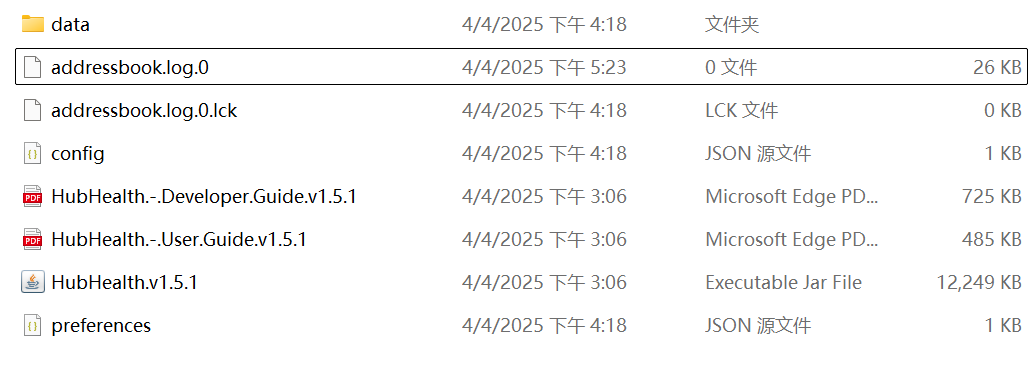 data 4/4/2025 下午 4:18 文件夹
addressbook.log.0 4/4/2025 下午 5:23 0 文件 26 KB
addressbook.log.0.lck 4/4/2025 下午 4:18 LCK 文件 0 KB
config 4/4/2025 下午 4:18 JSON 源文件 1 KB
PDF HubHealth.-.Developer.Guide.v1.5.1 4/4/2025 下午 3:06 Microsoft Edge PD... 725 KB
PDF HubHealth.-.User.Guide.v1.5.1 4/4/2025 下午 3:06 Microsoft Edge PD... 485 KB
HubHealth.v1.5.1 4/4/2025 下午 3:06 Executable Jar File 12,249 KB
preferences 4/4/2025 下午 4:18 JSON 源文件 1 KB